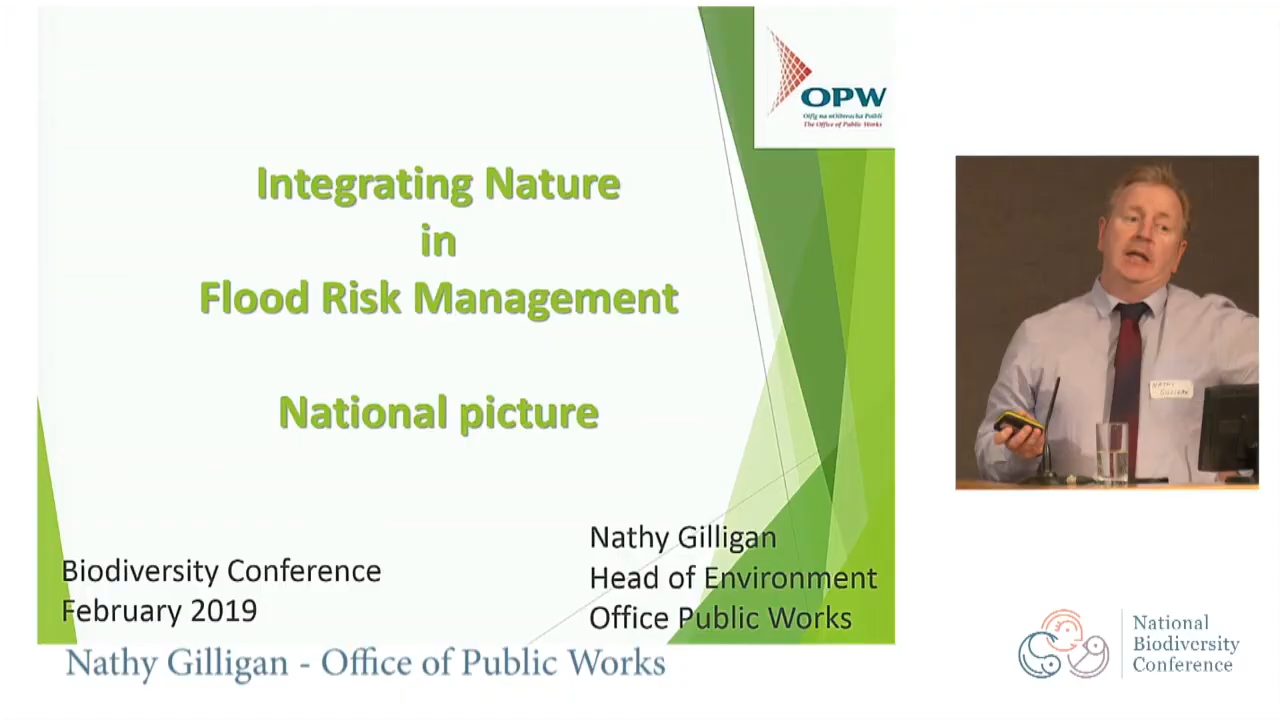 OPW
Oifig na nOibreacha Poiblí
The Office of Public Works
Integrating Nature
in
Flood Risk Management
National picture
Biodiversity Conference
February 2019
Nathy Gilligan
Head of Environment
Office Public Works
NATHY
GILLIGAN
Nathy Gilligan - Office of Public Works
National
Biodiversity
Conference